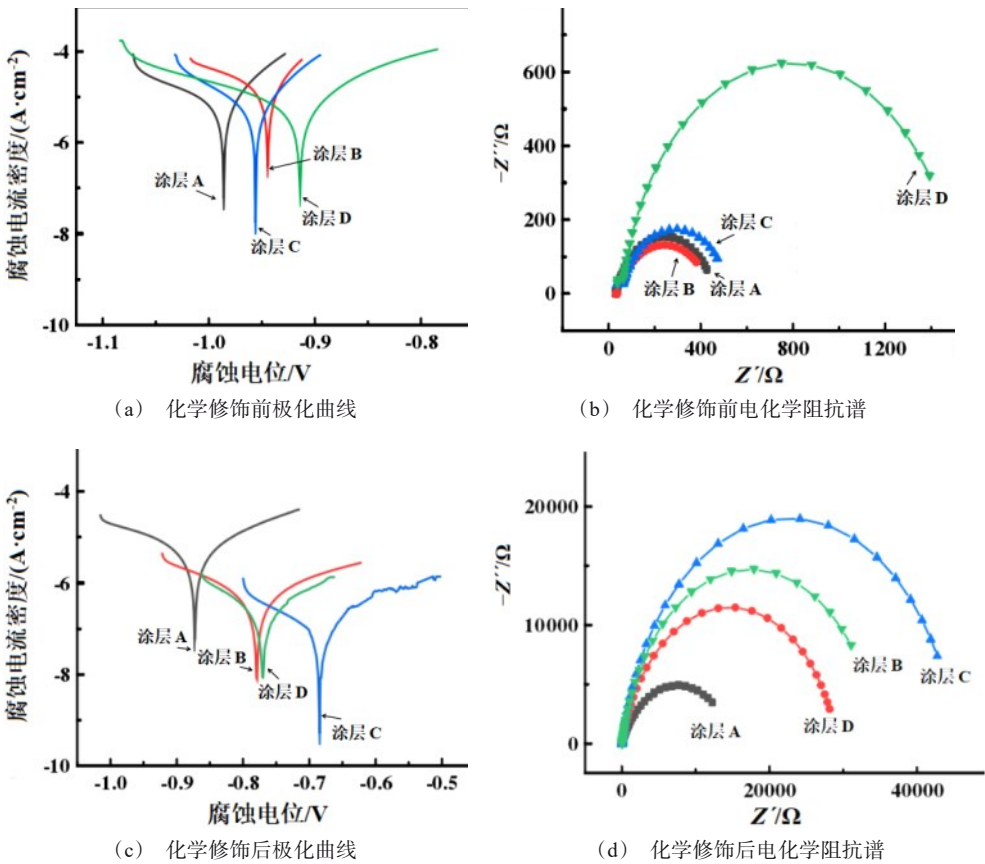 腐蚀电流密度/(A·cm⁻²)
-4
-6
-8
-10
涂层 A
涂层 B
涂层 D
涂层 C
-1.1
-1.0
-0.9
-0.8
腐蚀电位/V
（a） 化学修饰前极化曲线
−Z′′/Ω
600
400
200
0
涂层 D
涂层 C
涂层 B
涂层 A
0
400
800
1200
Z′/Ω
（b） 化学修饰前电化学阻抗谱
腐蚀电流密度/(A·cm⁻²)
-4
-6
-8
-10
涂层 A
涂层 B
涂层 D
涂层 C
-1.0
-0.9
-0.8
-0.7
-0.6
-0.5
腐蚀电位/V
（c） 化学修饰后极化曲线
−Z′′/Ω
20000
10000
0
涂层 B
涂层 C
涂层 A
涂层 D
0
20000
40000
Z′/Ω
（d） 化学修饰后电化学阻抗谱